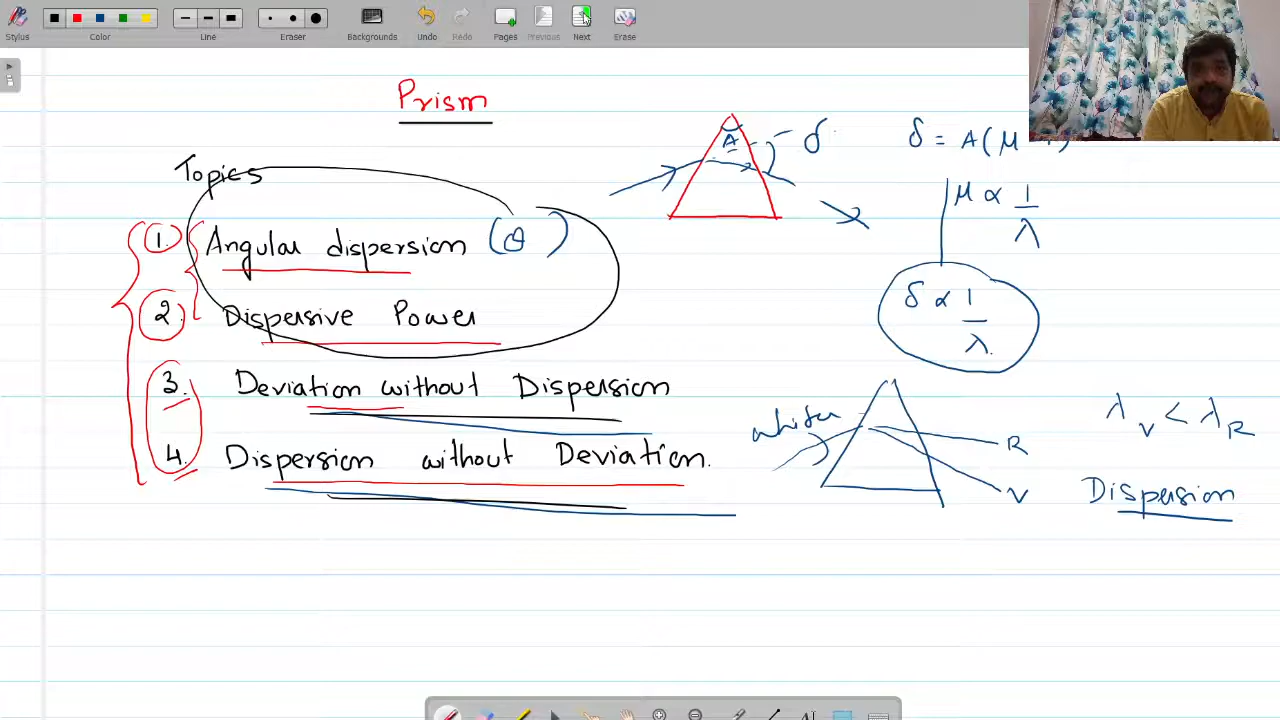 Stylus Color Line Eraser Backgrounds Undo Redo Pages Previous Next Erase
Prism
Topics
1. Angular dispersion (θ)
2. Dispersive Power
3. Deviation without Dispersion
4. Dispersion without Deviation.
A
δ
δ = A(μ
μ ∝ 1/λ
δ ∝ 1/λ
white
R
V
λV < λR
Dispersion